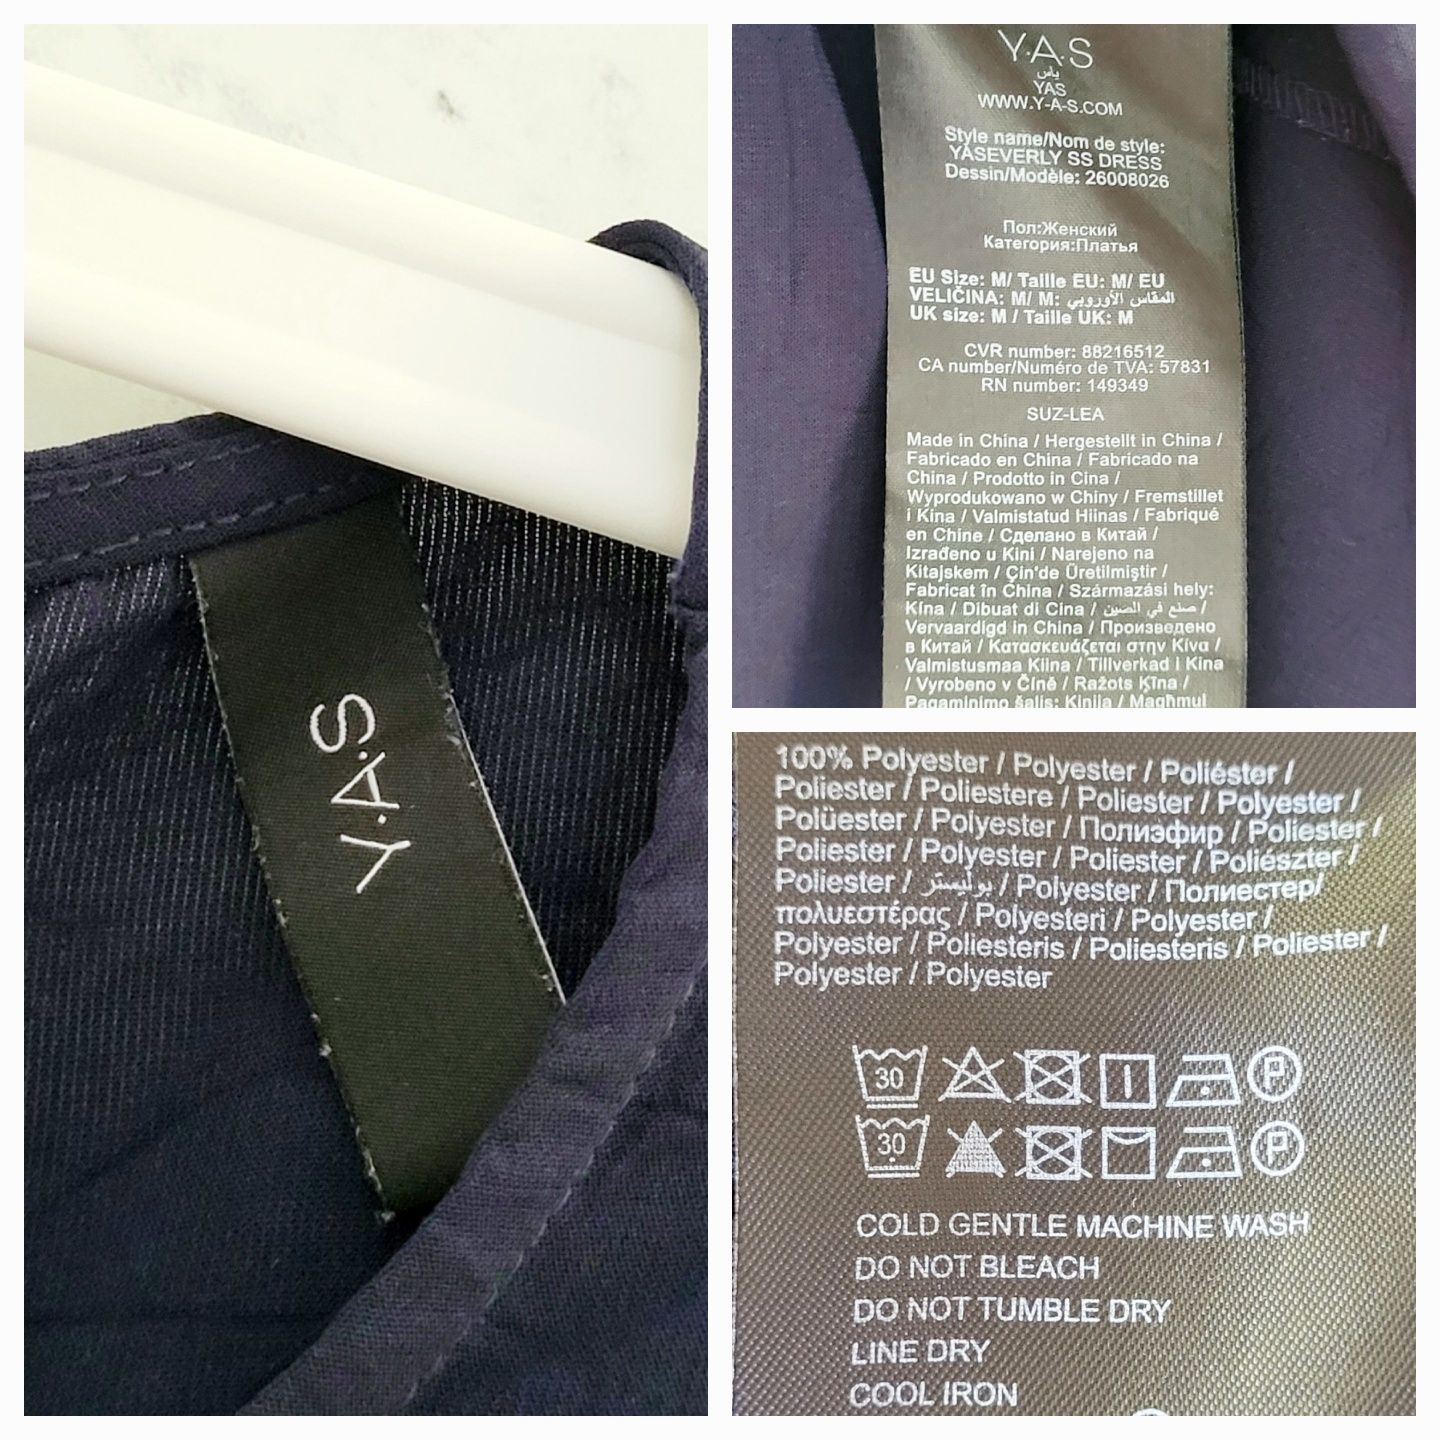 Y.A.S
Y.A.S
ياس
YAS
WWW.Y-A-S.COM
Style name/Nom de style:
YASEVERLY SS DRESS
Dessin/Modèle: 26008026
Пол:Женский
Категория:Платья
EU Size: M/ Taille EU: M/ EU
VELIČINA: M/ M: المقاس الأوروبي
UK size: M / Taille UK: M
CVR number: 88216512
CA number/Numéro de TVA: 57831
RN number: 149349
SUZ-LEA
Made in China / Hergestellt in China /
Fabricado en China / Fabricado na
China / Prodotto in Cina /
Wyprodukowano w Chiny / Fremstillet
i Kina / Valmistatud Hiinas / Fabriqué
en Chine / Сделано в Китай /
Izrađeno u Kini / Narejeno na
Kitajskem / Çin'de Üretilmiştir /
Fabricat în China / Származási hely:
Kína / Dibuat di Cina / صنع في الصين /
Vervaardigd in China / Произведено
в Китай / Κατασκευάζεται στην Κίνα /
Valmistusmaa Kiina / Tillverkad i Kina
/ Vyrobeno v Číně / Ražots Ķīna /
Pagaminimo šalis: Kinija / Magħmul
100% Polyester / Polyester / Poliéster /
Poliester / Poliestere / Poliester / Polyester /
Polüester / Polyester / Полиэфир / Poliester /
Poliester / Polyester / Poliester / Poliészter /
Poliester / بوليستر / Polyester / Полиестер/
πολυεστέρας / Polyesteri / Polyester /
Polyester / Poliesteris / Poliesteris / Poliester /
Polyester / Polyester
30 P
30 P
COLD GENTLE MACHINE WASH
DO NOT BLEACH
DO NOT TUMBLE DRY
LINE DRY
COOL IRON